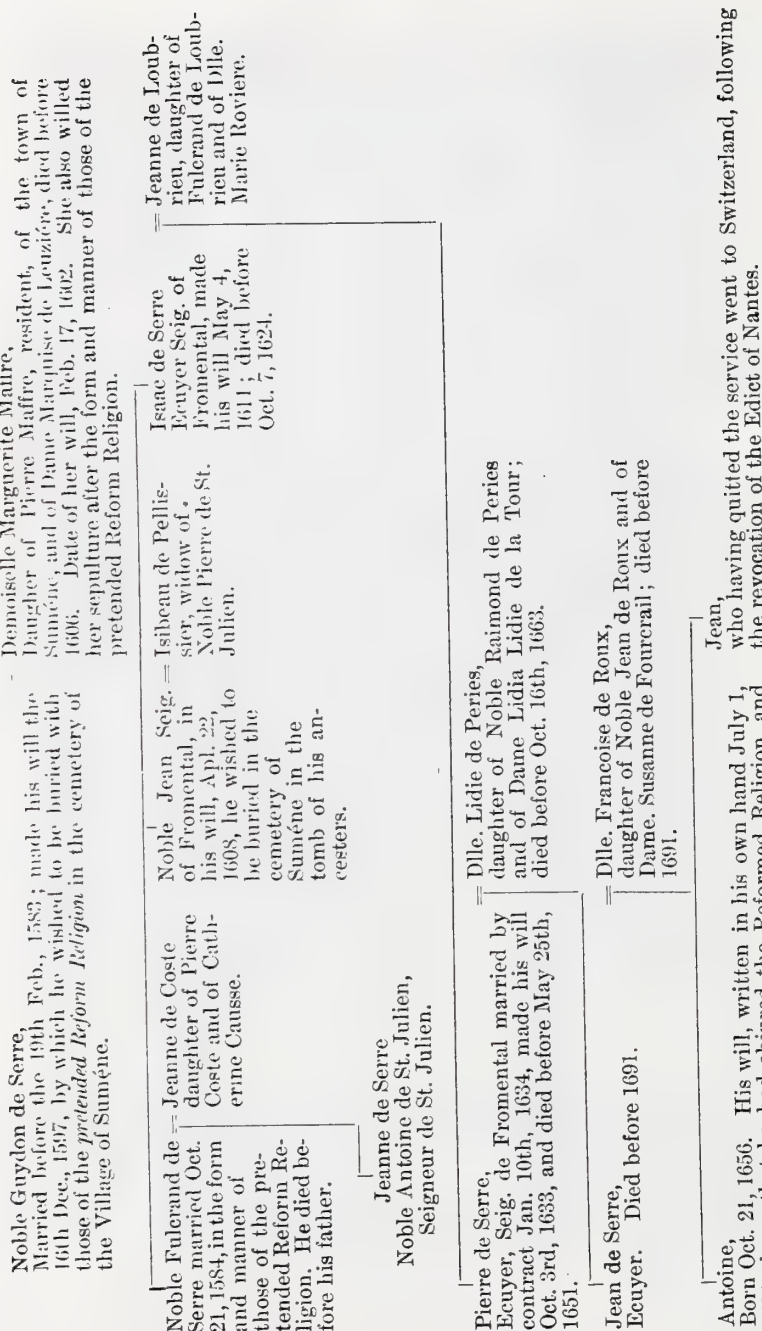 Noble Guydon de Serre,
Married before the 19th Feb., 1583; made his will the
16th Dec., 1597, by which he wished to be buried with
those of the pretended Reform Religion in the cemetery of
the Village of Suméne.
Demoiselle Marguerite Maffre,
Daugher of Pierre Maffre, resident, of the town of
Suméne, and of Dame Marquise de Leuziére, died before
1606. Date of her will, Feb. 17, 1602. She also willed
her sepulture after the form and manner of those of the
pretended Reform Religion.
Noble Fulcrand de
Serre married Oct.
21, 1584, in the form
and manner of
those of the pre-
tended Reform Re-
ligion. He died be-
fore his father.
= Jeanne de Coste
daughter of Pierre
Coste and of Cath-
erine Causse.
Noble Jean Seig.
of Fromental, in
his will, Apl. 22,
1608, he wished to
be buried in the
cemetery of
Suméne in the
tomb of his an-
cesters.
= Isibeau de Pellis-
sier, widow of
Noble Pierre de St.
Julien.
Isaac de Serre
Ecuyer Seig. of
Fromental, made
his will May 4,
1611; died before
Oct. 7, 1624.
= Jeanne de Loub-
rieu, daughter of
Fulcrand de Loub-
rieu and of Dlle.
Marie Roviere.
Jeanne de Serre
Noble Antoine de St. Julien,
Seigneur de St. Julien.
Pierre de Serre,
Ecuyer, Seig. de Fromental married by
contract Jan. 10th, 1634, made his will
Oct. 3rd, 1633, and died before May 25th,
1651.
= Dlle. Lidie de Peries,
daughter of Noble Raimond de Peries
and of Dame Lidia Lidie de la Tour;
died before Oct. 16th, 1663.
Jean de Serre,
Ecuyer. Died before 1691.
= Dlle. Francoise de Roux,
daughter of Noble Jean de Roux and of
Dame. Susanne de Fourcrail; died before
1691.
Antoine,
Born Oct. 21, 1656. His will, written in his own hand July 1,
the Reformed Religion and
Jean,
who having quitted the service went to Switzerland, following
the revocation of the Edict of Nantes.